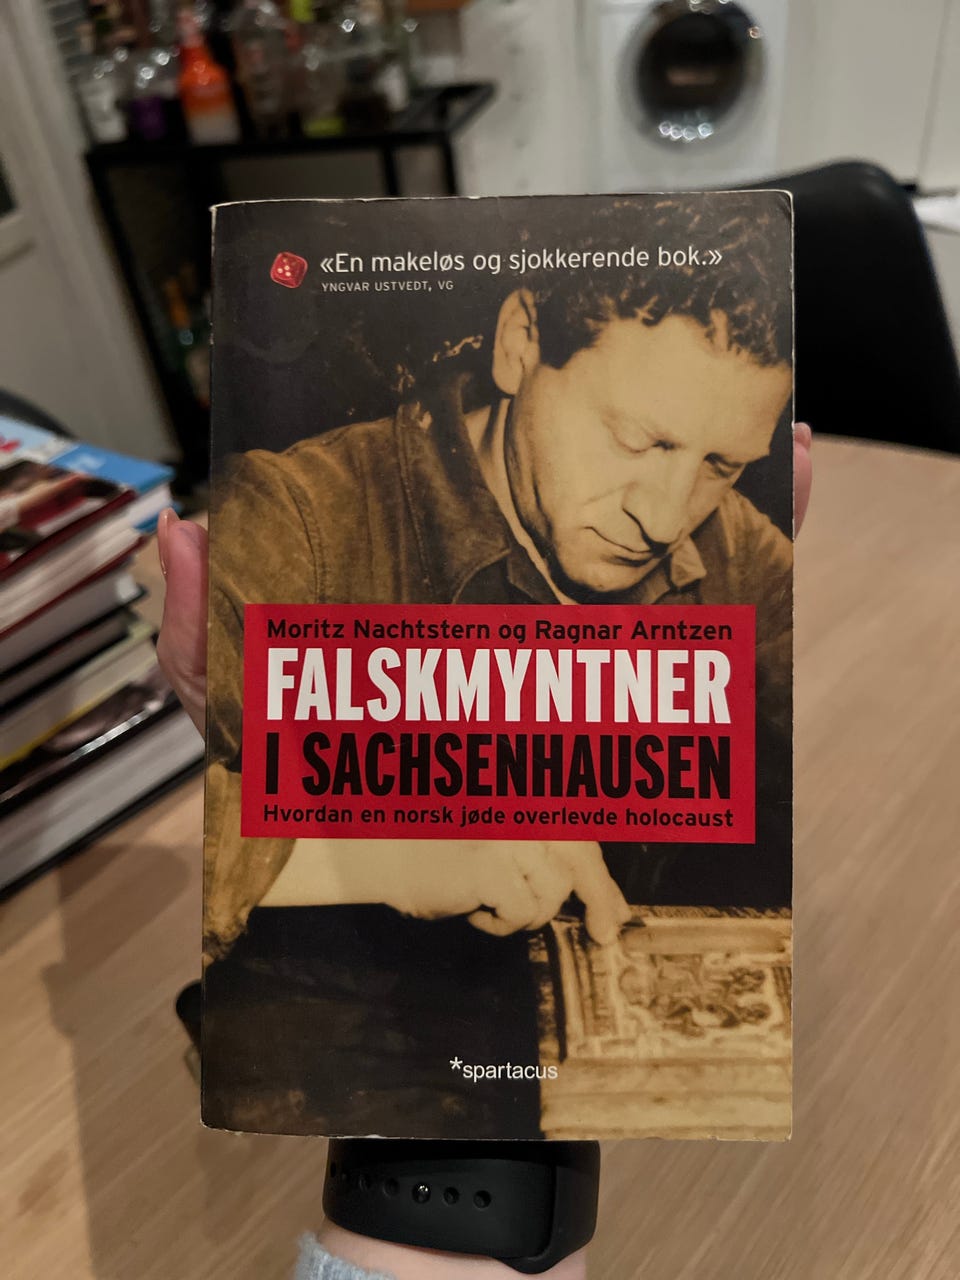 «En makeløs og sjokkerende bok.»
YNGVAR USTVEDT, VG
Moritz Nachtstern og Ragnar Arntzen
FALSKMYNTNER
I SACHSENHAUSEN
Hvordan en norsk jøde overlevde holocaust
*spartacus